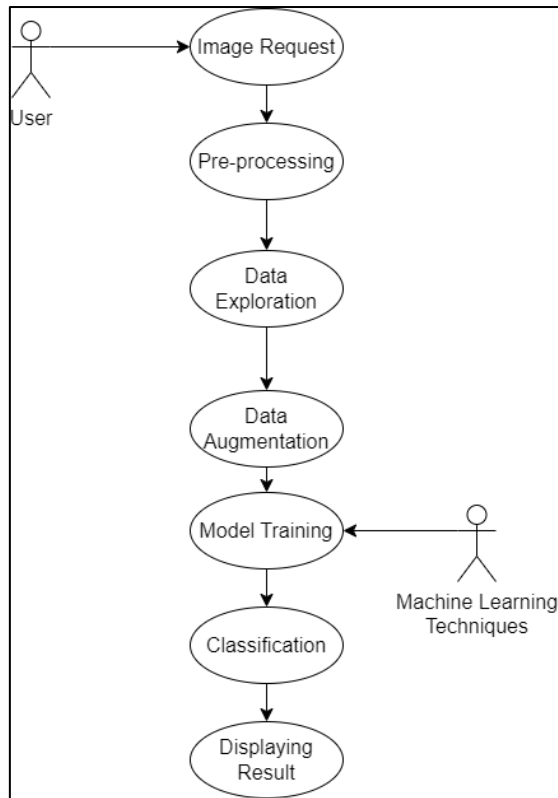 Image Request
User
Pre-processing
Data
Exploration
Data
Augmentation
Model Training
Machine Learning
Techniques
Classification
Displaying
Result